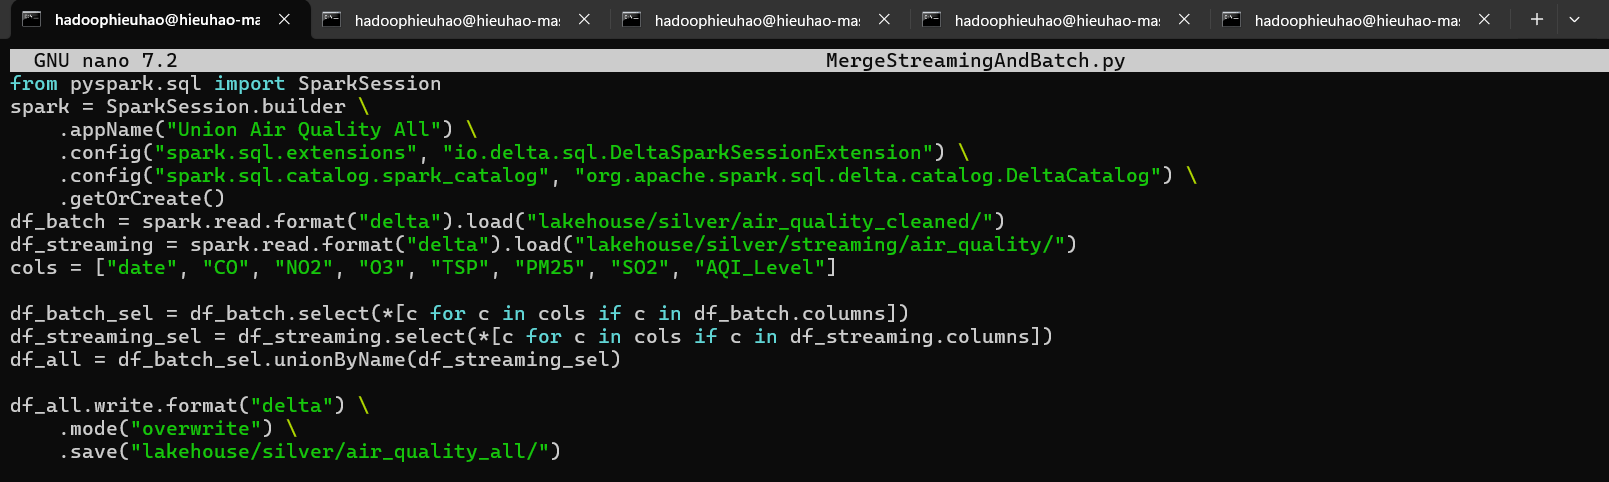 hadoophieuhao@hieuhao-ma: hadoophieuhao@hieuhao-mas hadoophieuhao@hieuhao-mas hadoophieuhao@hieuhao-mas hadoophieuhao@hieuhao-mas
GNU nano 7.2 MergeStreamingAndBatch.py
from pyspark.sql import SparkSession
spark = SparkSession.builder \
    .appName("Union Air Quality All") \
    .config("spark.sql.extensions", "io.delta.sql.DeltaSparkSessionExtension") \
    .config("spark.sql.catalog.spark_catalog", "org.apache.spark.sql.delta.catalog.DeltaCatalog") \
    .getOrCreate()
df_batch = spark.read.format("delta").load("lakehouse/silver/air_quality_cleaned/")
df_streaming = spark.read.format("delta").load("lakehouse/silver/streaming/air_quality/")
cols = ["date", "CO", "NO2", "O3", "TSP", "PM25", "SO2", "AQI_Level"]
df_batch_sel = df_batch.select(*[c for c in cols if c in df_batch.columns])
df_streaming_sel = df_streaming.select(*[c for c in cols if c in df_streaming.columns])
df_all = df_batch_sel.unionByName(df_streaming_sel)
df_all.write.format("delta") \
    .mode("overwrite") \
    .save("lakehouse/silver/air_quality_all/")